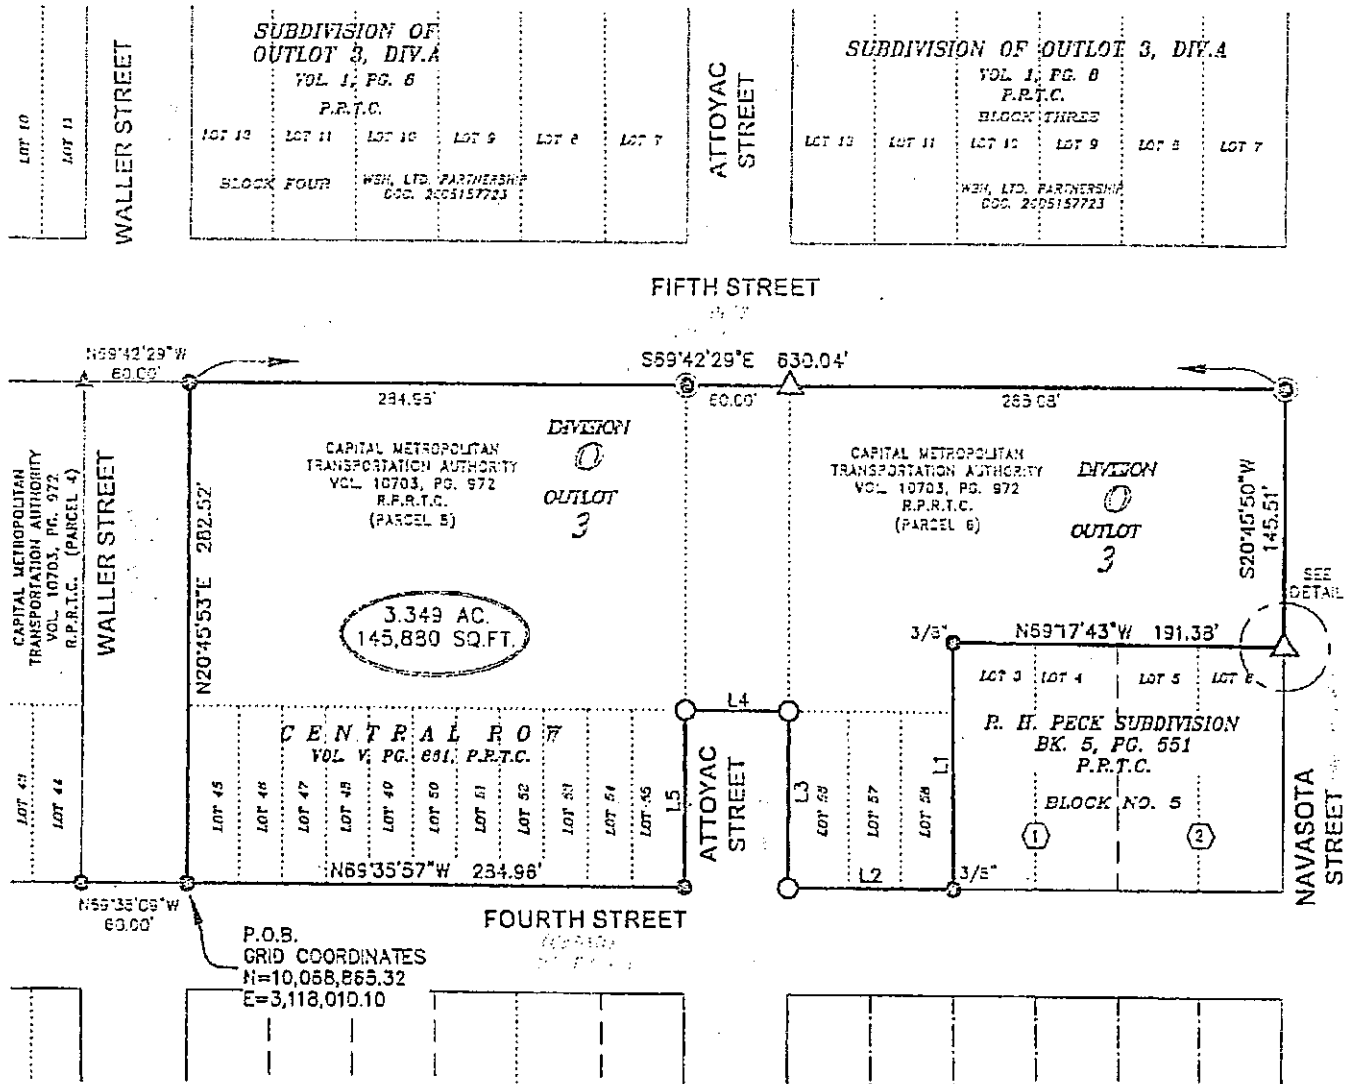 SUBDIVISION OF
OUTLOT 3, DIV.A
VOL 1, PG. 6
P.R.T.C.
LOT 11
LOT 10
LOT 9
LOT 8
LOT 7
BLOCK FOUR
WSH, LTD. PARTNERSHIP
DOC. 2005157723
LOT 10
LOT 11
WALLER STREET
ATTOYAC
STREET
SUBDIVISION OF OUTLOT 3, DIV.A
VOL 1, PG. 6
P.R.T.C.
BLOCK THREE
LOT 11
LOT 10
LOT 9
LOT 8
LOT 7
WSH, LTD. PARTNERSHIP
DOC. 2005157723
FIFTH STREET
N69°42'29"W
60.00'
S69°42'29"E 630.04'
284.96'
60.00'
285.08'
CAPITAL METROPOLITAN
TRANSPORTATION AUTHORITY
VOL. 10703, PG. 972
R.P.R.T.C. (PARCEL 4)
WALLER STREET
N20°45'53"E 282.52'
CAPITAL METROPOLITAN
TRANSPORTATION AUTHORITY
VOL. 10703, PG. 972
R.P.R.T.C.
(PARCEL 5)
DIVISION
O
OUTLOT
3
CAPITAL METROPOLITAN
TRANSPORTATION AUTHORITY
VOL. 10703, PG. 972
R.P.R.T.C.
(PARCEL 6)
DIVISION
O
OUTLOT
3
S20°45'50"W
145.51'
SEE
DETAIL
3.349 AC.
145,880 SQ.FT.
3/8"
N69°17'43"W 191.38'
LOT 3
LOT 4
LOT 5
LOT 6
R. H. PECK SUBDIVISION
BK. 5, PG. 551
P.R.T.C.
BLOCK NO. 5
1
2
L4
L1
L3
L5
L2
CENTRAL ROW
VOL V, PG. 681, P.R.T.C.
LOT 43
LOT 44
LOT 45
LOT 46
LOT 47
LOT 48
LOT 49
LOT 50
LOT 51
LOT 52
LOT 53
LOT 54
LOT 55
ATTOYAC
STREET
LOT 56
LOT 57
LOT 58
3/8"
NAVASOTA
STREET
N69°35'57"W 284.98'
N69°36'09"W
60.00'
FOURTH STREET
P.O.B.
GRID COORDINATES
N=10,068,865.32
E=3,118,010.10